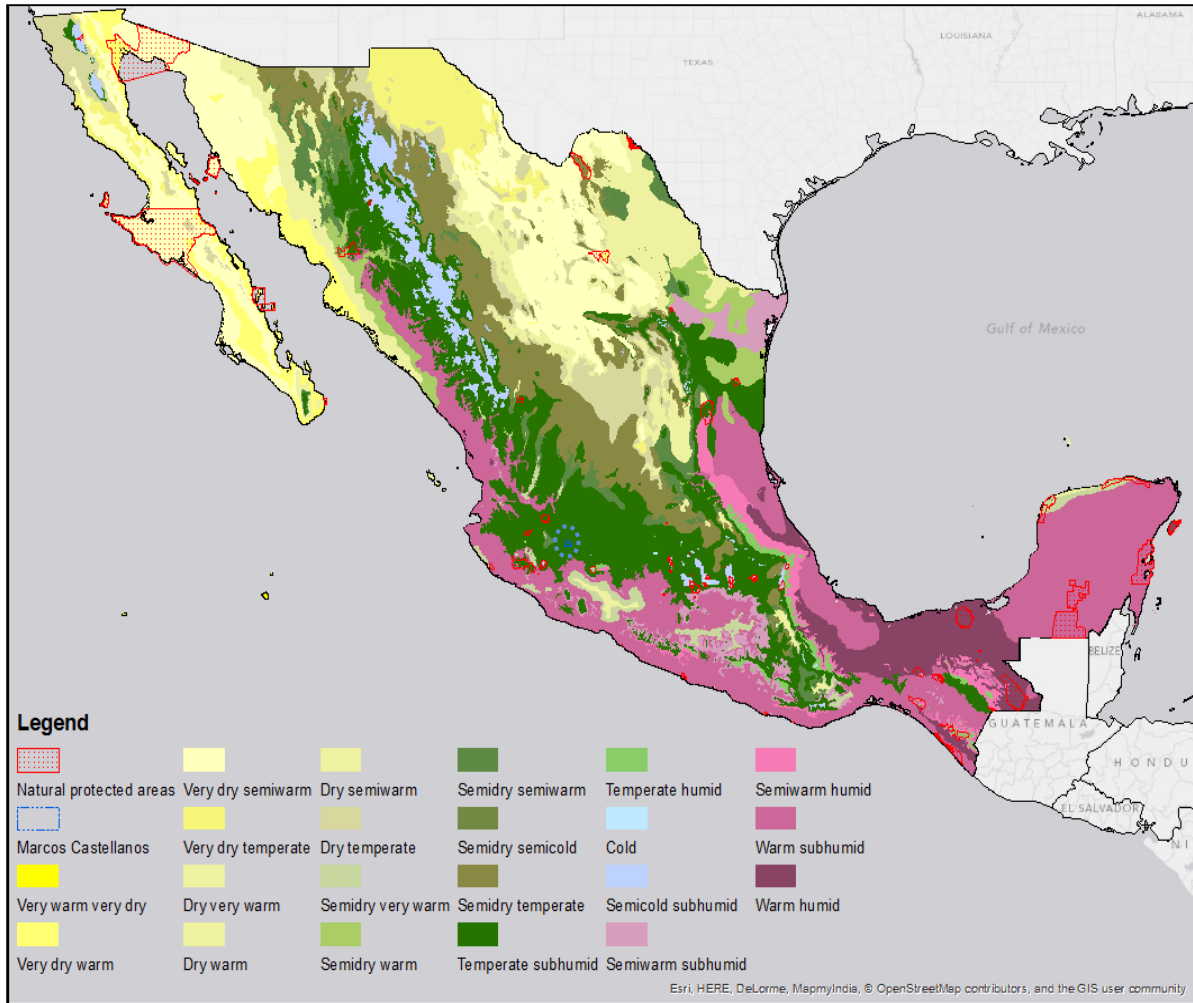 ALABAMA
LOUISIANA
TEXAS
Gulf of Mexico
BELIZE
GUATEMALA
HONDU
EL SALVADOR
NI
Legend
Natural protected areas Very dry semiwarm Dry semiwarm Semidry semiwarm Temperate humid Semiwarm humid
Marcos Castellanos Very dry temperate Dry temperate Semidry semicold Cold Warm subhumid
Very warm very dry Dry very warm Semidry very warm Semidry temperate Semicold subhumid Warm humid
Very dry warm Dry warm Semidry warm Temperate subhumid Semiwarm subhumid
Esri, HERE, DeLorme, MapmyIndia, © OpenStreetMap contributors, and the GIS user community